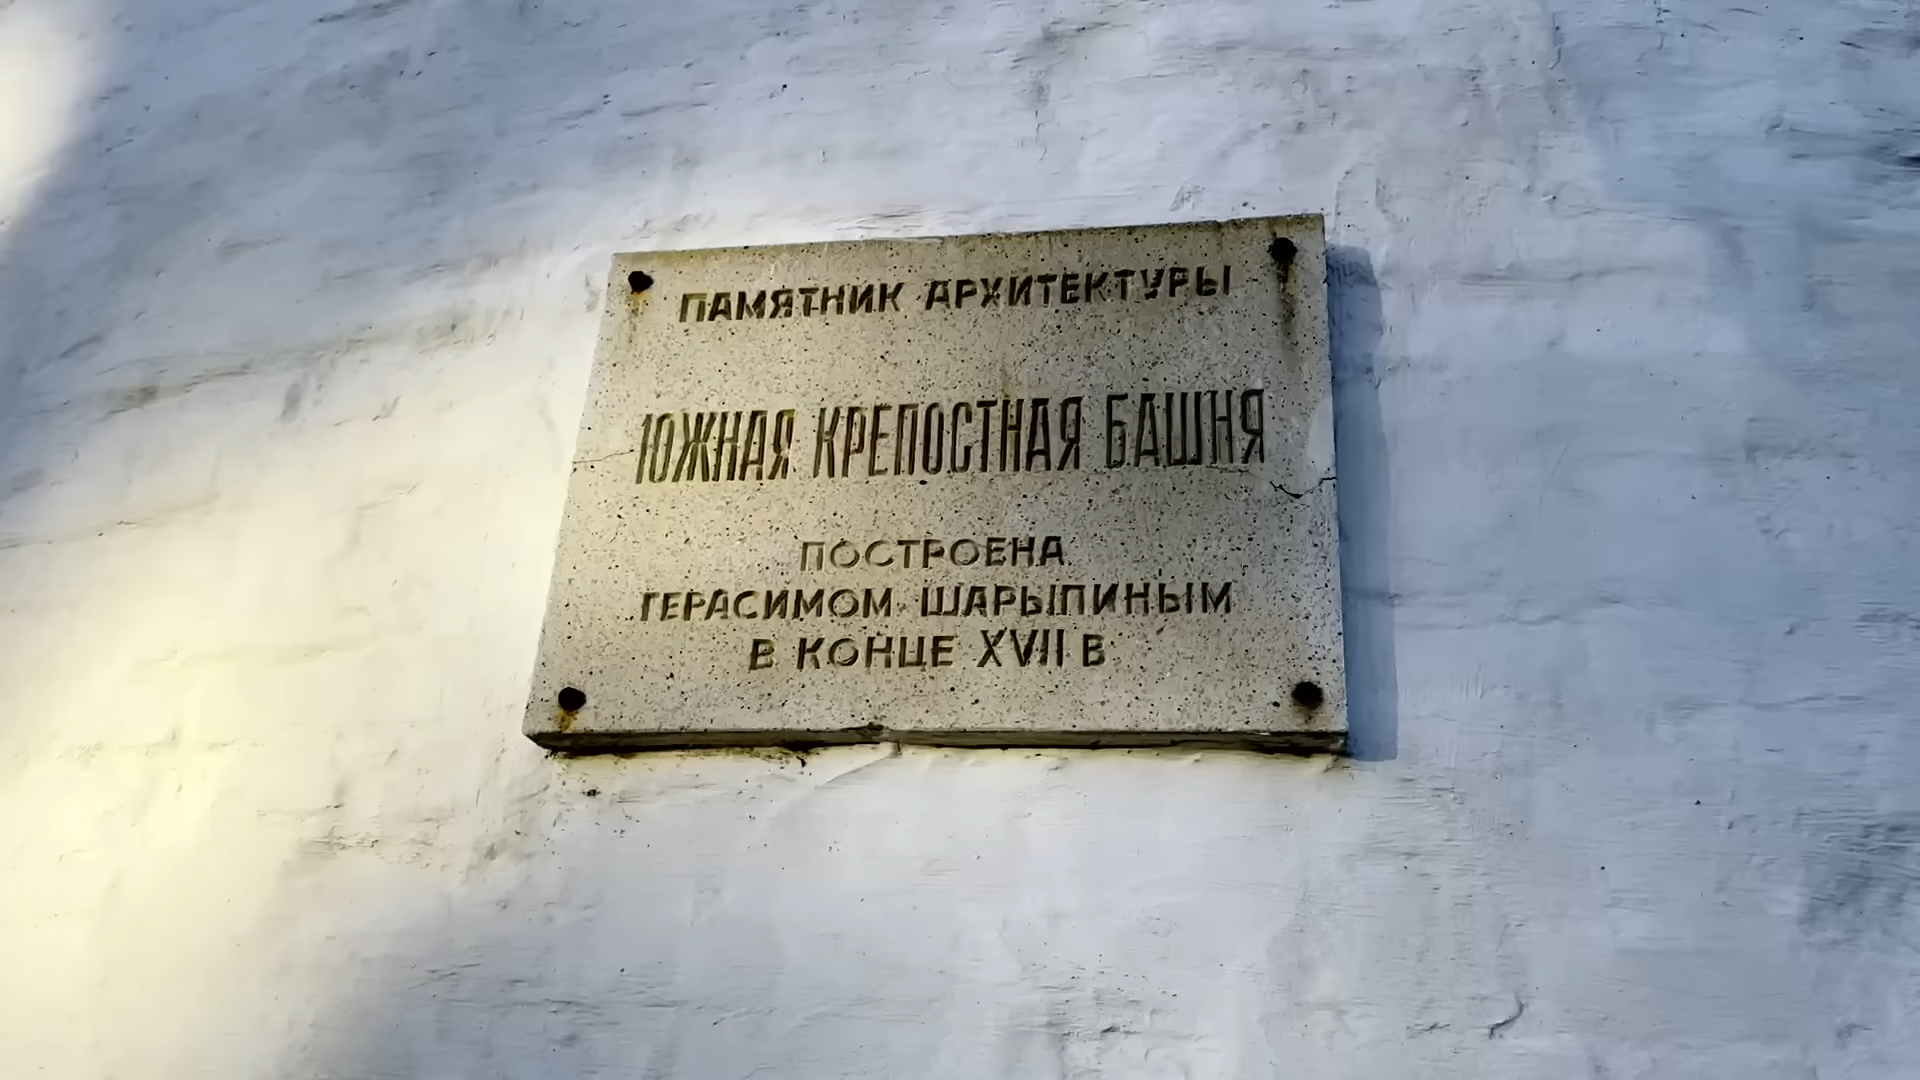 ПАМЯТНИК АРХИТЕКТУРЫ
ЮЖНАЯ КРЕПОСТНАЯ БАШНЯ
ПОСТРОЕНА
ГЕРАСИМОМ ШАРЫПИНЫМ
В КОНЦЕ XVII В